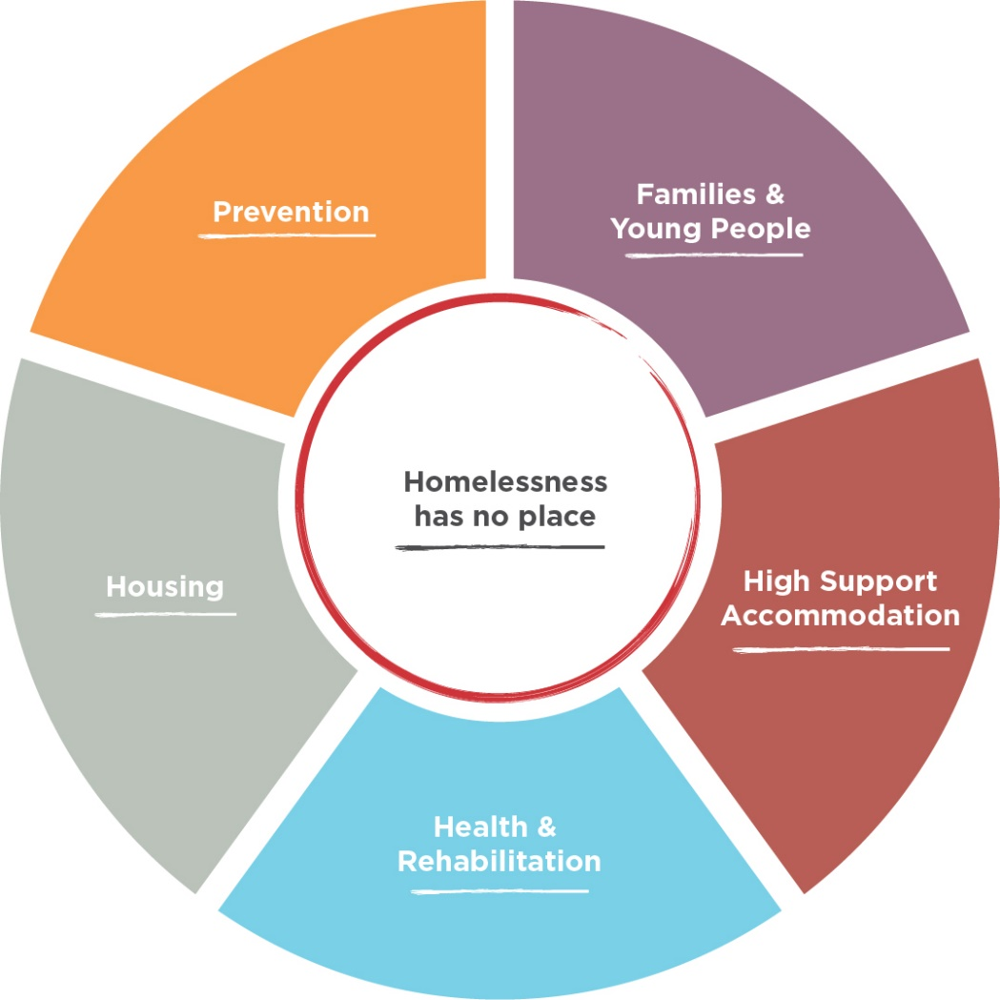 Prevention
Families &
Young People
Homelessness
has no place
Housing
High Support
Accommodation
Health &
Rehabilitation